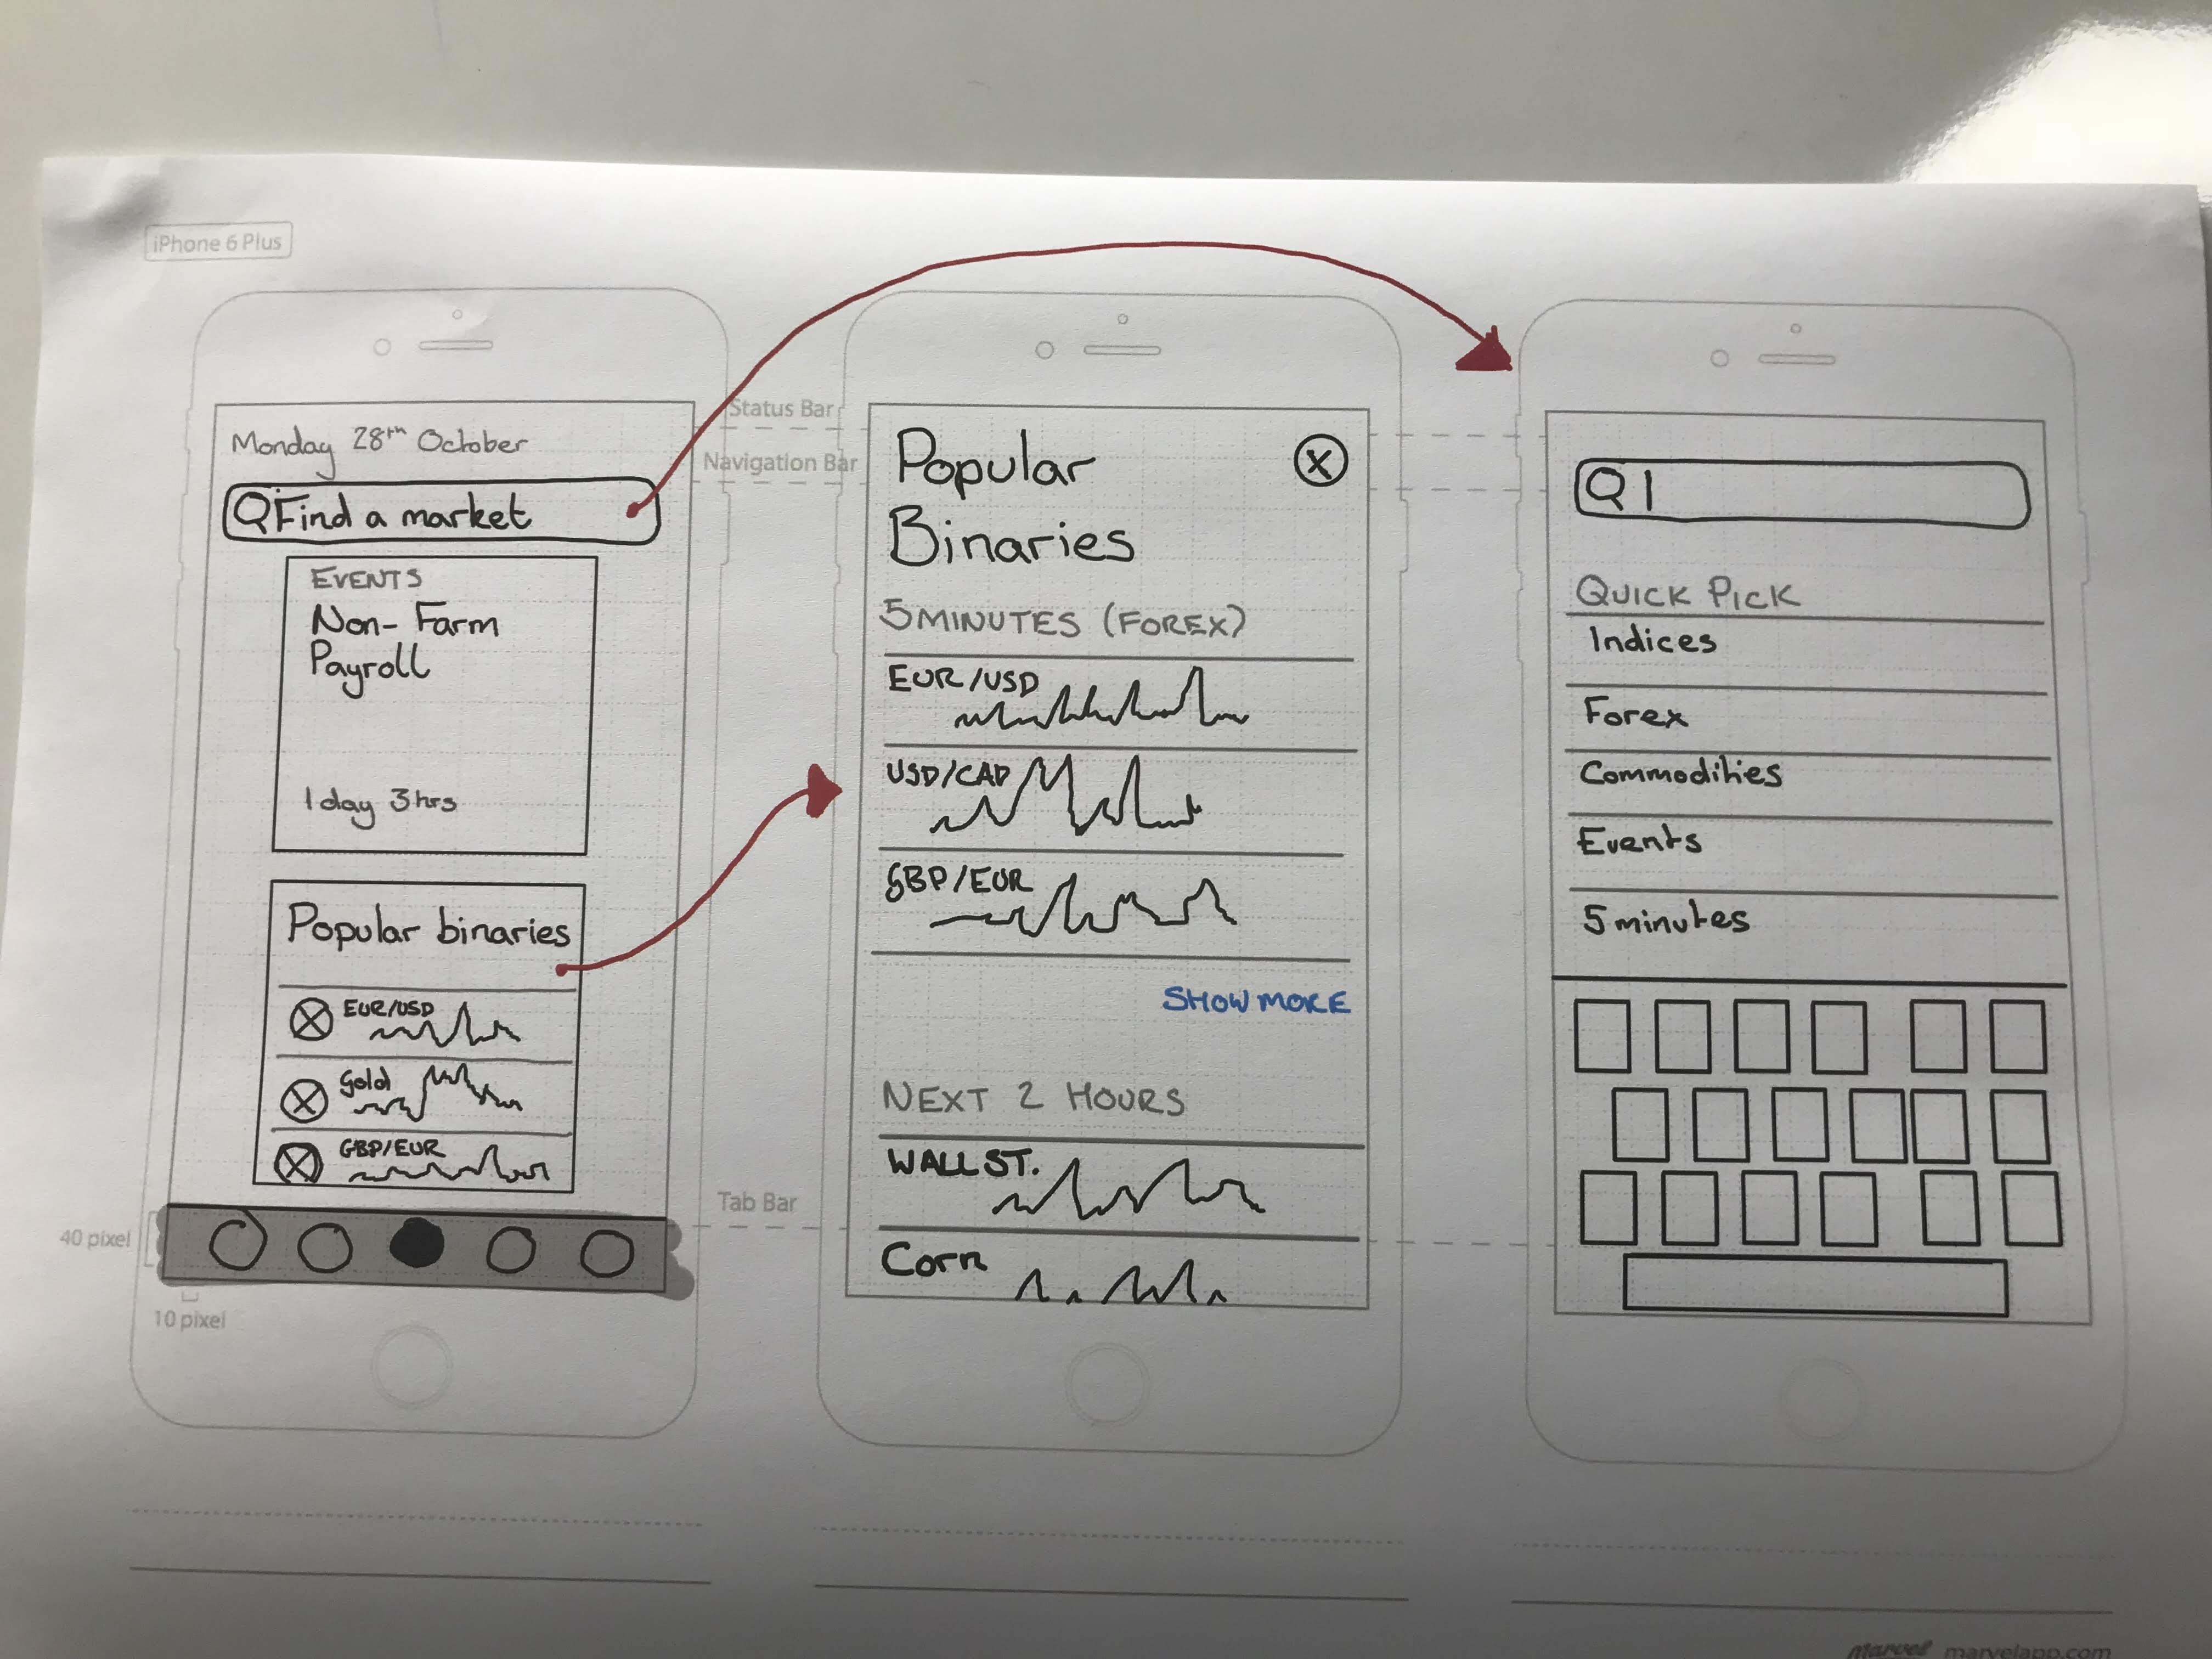 iPhone 6 Plus
Monday 28th October
Find a market
EVENTS
Non-Farm
Payroll
1 day 3hrs
Popular binaries
EUR/USD
Gold
GBP/EUR
40 pixel
10 pixel
Status Bar
Navigation Bar
Tab Bar
Popular
Binaries
X
5 MINUTES (FOREX)
EUR/USD
USD/CAD
GBP/EUR
SHOW MORE
NEXT 2 HOURS
WALL ST.
Corn
QUICK PICK
Indices
Forex
Commodities
Events
5 minutes
Marvel marvelapp.com